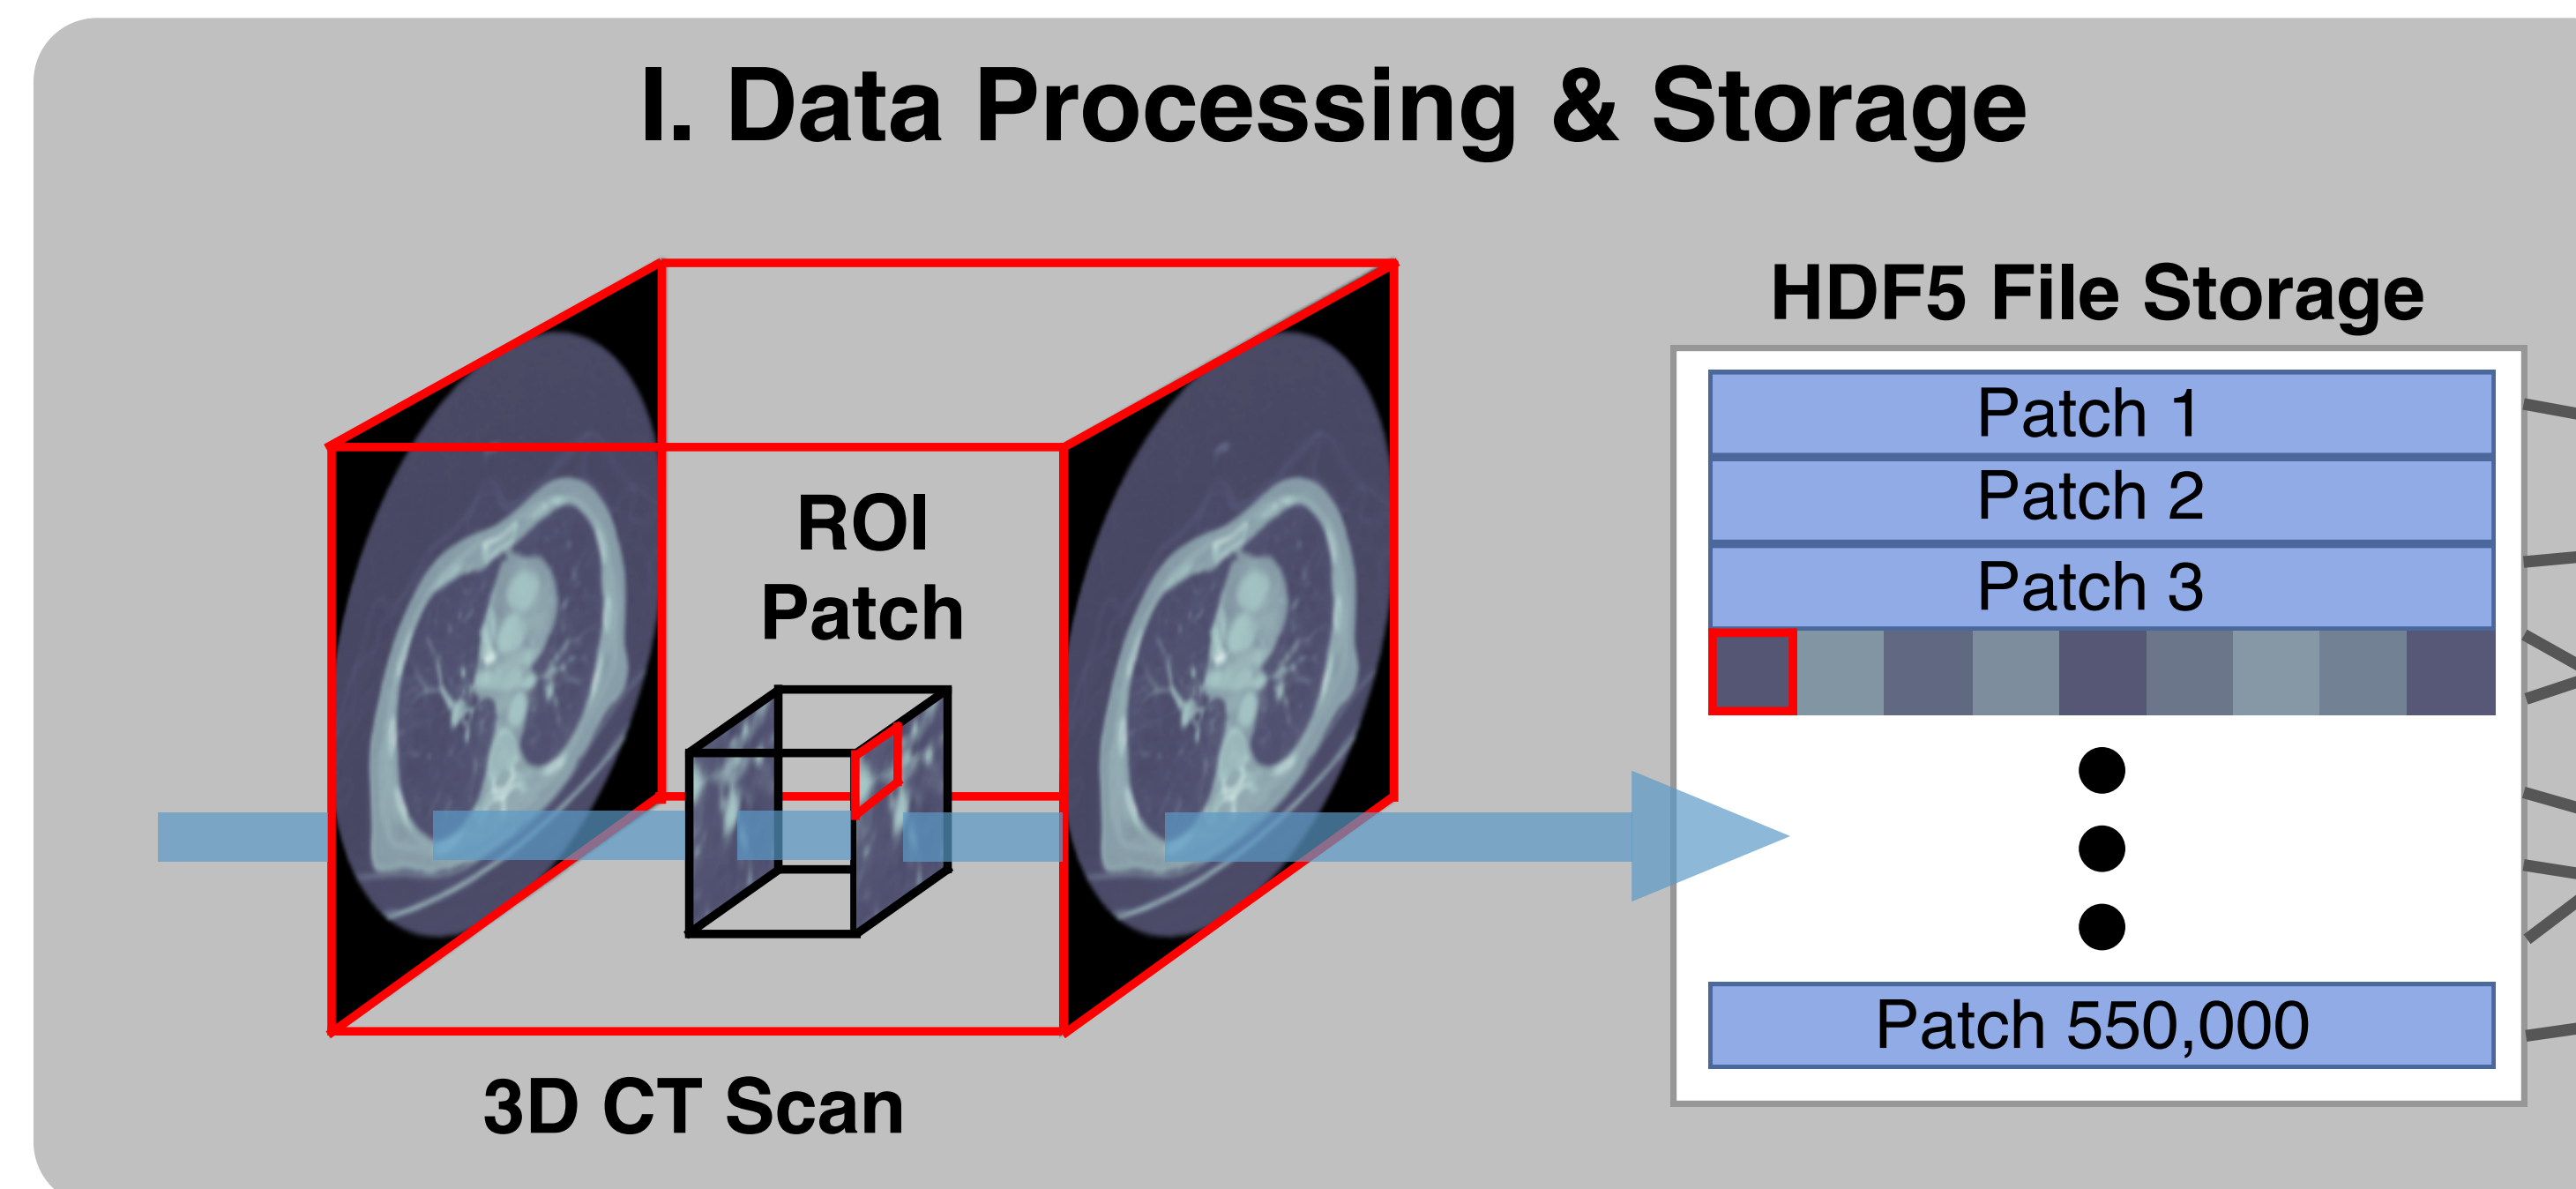 I. Data Processing & Storage
HDF5 File Storage
ROI
Patch
Patch 1
Patch 2
Patch 3
Patch 550,000
3D CT Scan